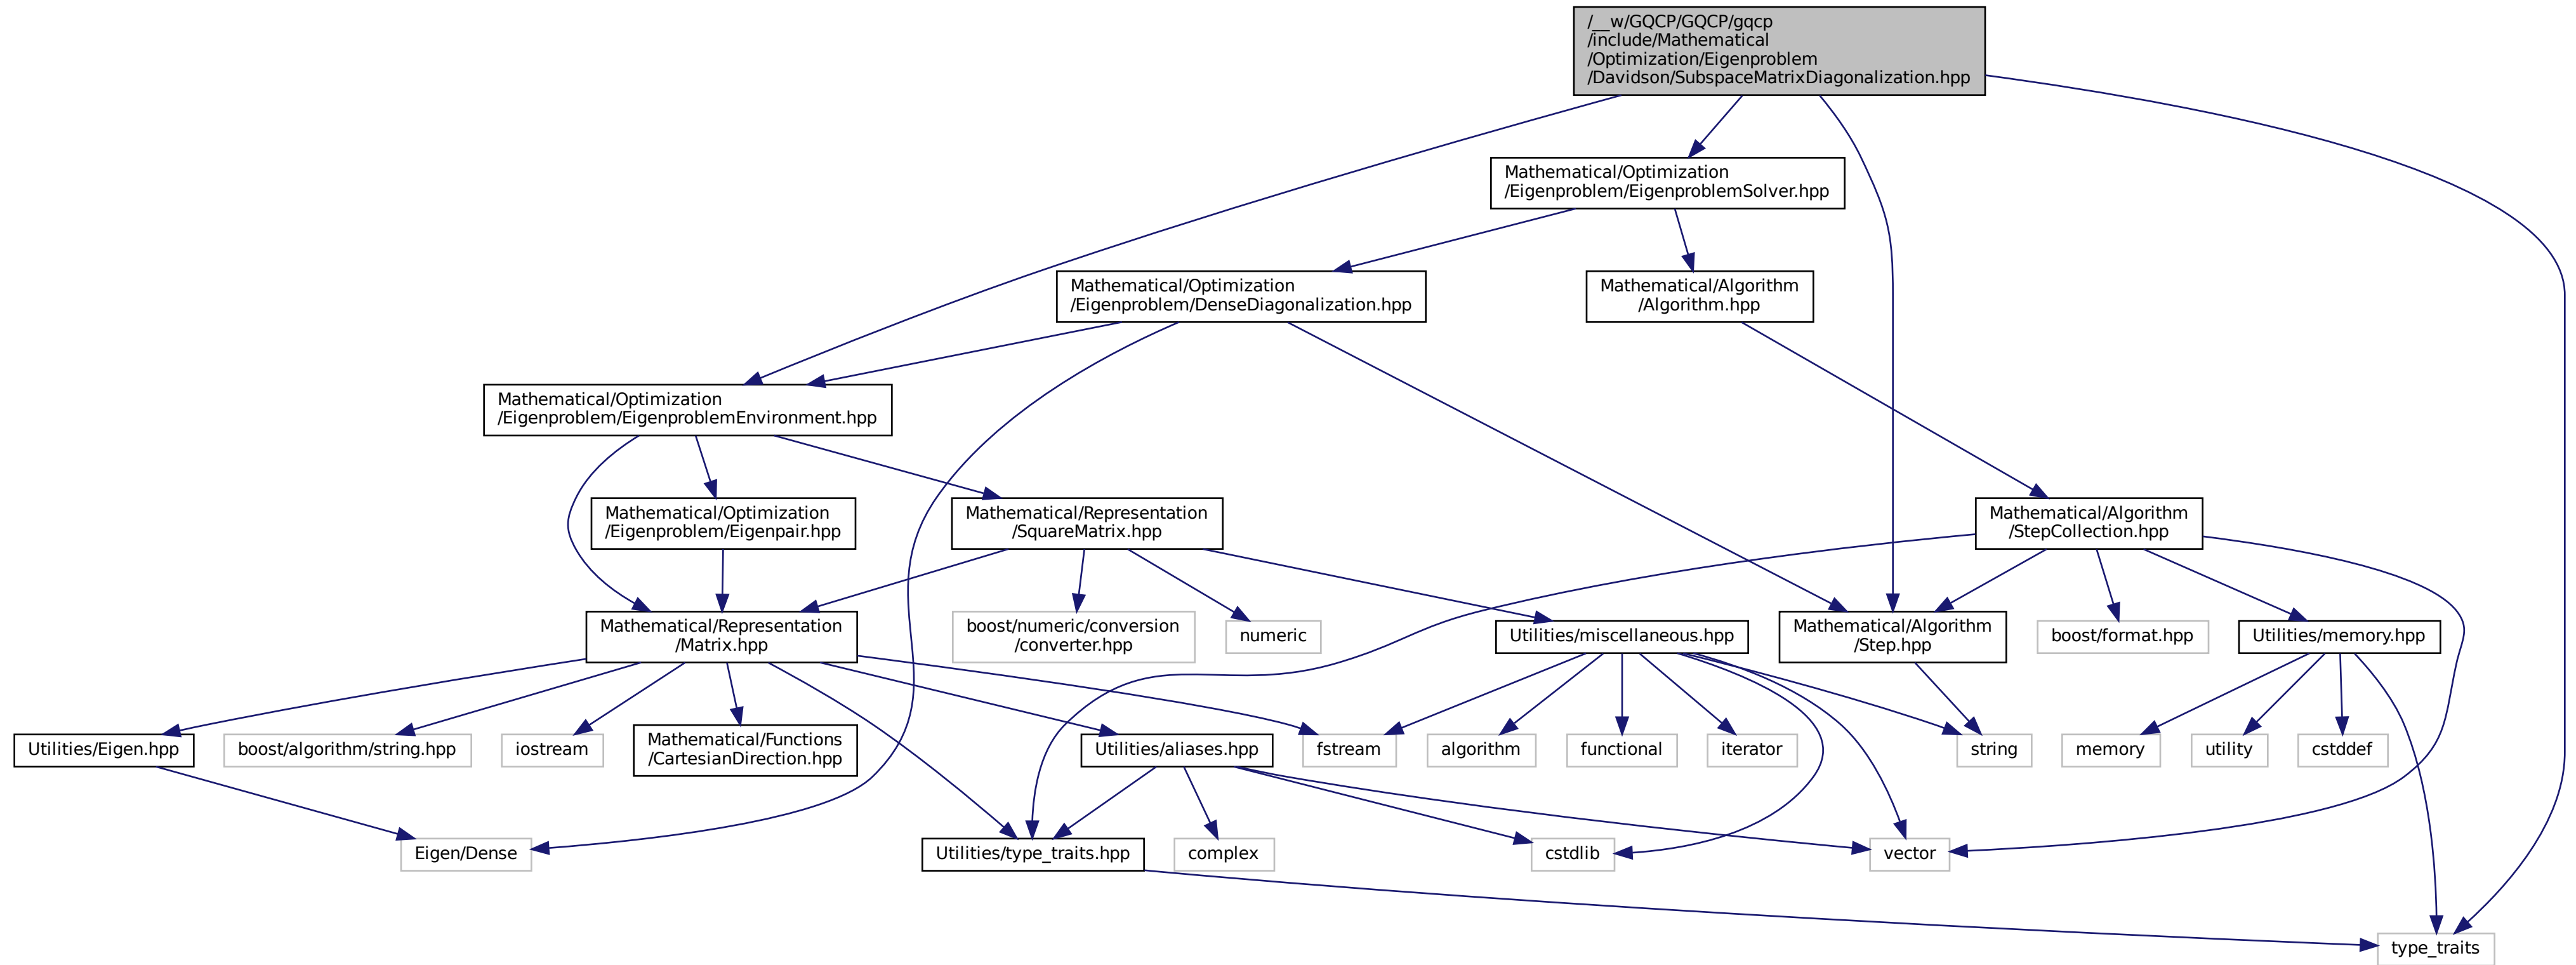 /__w/GQCP/GQCP/gqcp
/include/Mathematical
/Optimization/Eigenproblem
/Davidson/SubspaceMatrixDiagonalization.hpp
Mathematical/Optimization
/Eigenproblem/EigenproblemSolver.hpp
Mathematical/Optimization
/Eigenproblem/DenseDiagonalization.hpp
Mathematical/Algorithm
/Algorithm.hpp
Mathematical/Optimization
/Eigenproblem/EigenproblemEnvironment.hpp
Mathematical/Optimization
/Eigenproblem/Eigenpair.hpp
Mathematical/Representation
/SquareMatrix.hpp
Mathematical/Algorithm
/StepCollection.hpp
Mathematical/Representation
/Matrix.hpp
boost/numeric/conversion
/converter.hpp
numeric
Utilities/miscellaneous.hpp
Mathematical/Algorithm
/Step.hpp
boost/format.hpp
Utilities/memory.hpp
Utilities/Eigen.hpp
boost/algorithm/string.hpp
iostream
Mathematical/Functions
/CartesianDirection.hpp
Utilities/aliases.hpp
fstream
algorithm
functional
iterator
string
memory
utility
cstddef
Eigen/Dense
Utilities/type_traits.hpp
complex
cstdlib
vector
type_traits